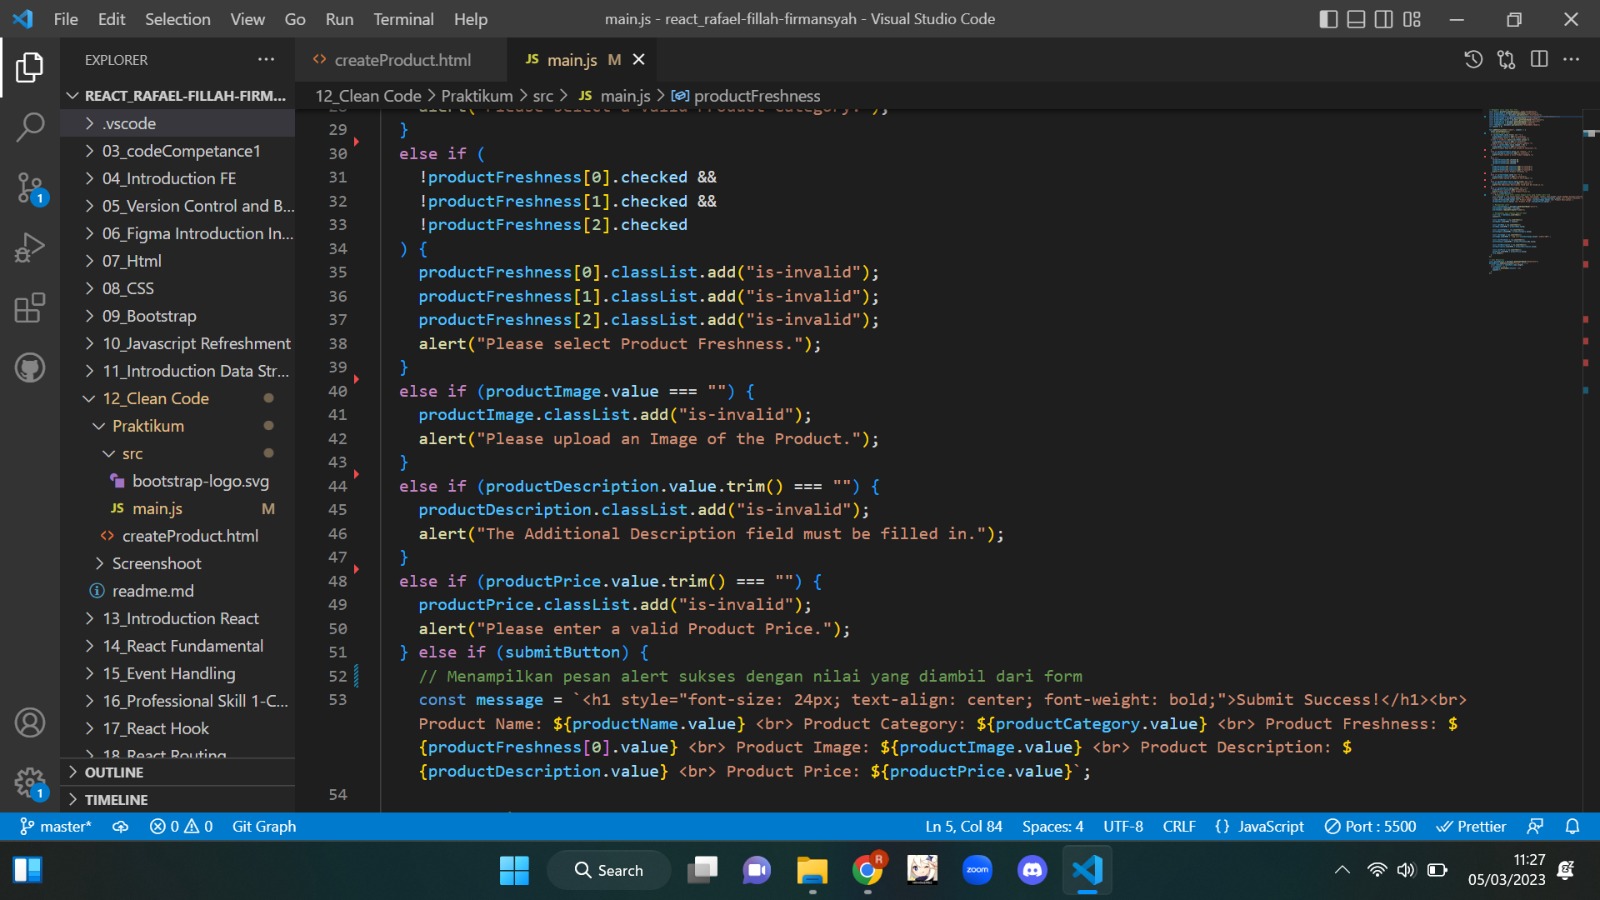 File Edit Selection View Go Run Terminal Help
main.js - react_rafael-fillah-firmansyah - Visual Studio Code
EXPLORER
createProduct.html
JS main.js M
REACT_RAFAEL-FILLAH-FIRM...
12_Clean Code > Praktikum > src > JS main.js > productFreshness
.vscode
03_codeCompetance1
04_Introduction FE
05_Version Control and B...
06_Figma Introduction In...
07_Html
08_CSS
09_Bootstrap
10_Javascript Refreshment
11_Introduction Data Str...
12_Clean Code
Praktikum
src
bootstrap-logo.svg
JS main.js M
createProduct.html
Screenshoot
readme.md
13_Introduction React
14_React Fundamental
15_Event Handling
16_Professional Skill 1-C...
17_React Hook
18_React Routing
OUTLINE
TIMELINE
1
1
28 alert("Please select a valid Product Category.");
29 }
30 else if (
31 !productFreshness[0].checked &&
32 !productFreshness[1].checked &&
33 !productFreshness[2].checked
34 ) {
35 productFreshness[0].classList.add("is-invalid");
36 productFreshness[1].classList.add("is-invalid");
37 productFreshness[2].classList.add("is-invalid");
38 alert("Please select Product Freshness.");
39 }
40 else if (productImage.value === "") {
41 productImage.classList.add("is-invalid");
42 alert("Please upload an Image of the Product.");
43 }
44 else if (productDescription.value.trim() === "") {
45 productDescription.classList.add("is-invalid");
46 alert("The Additional Description field must be filled in.");
47 }
48 else if (productPrice.value.trim() === "") {
49 productPrice.classList.add("is-invalid");
50 alert("Please enter a valid Product Price.");
51 } else if (submitButton) {
52 // Menampilkan pesan alert sukses dengan nilai yang diambil dari form
53 const message = `<h1 style="font-size: 24px; text-align: center; font-weight: bold;">Submit Success!</h1><br>
Product Name: ${productName.value} <br> Product Category: ${productCategory.value} <br> Product Freshness: $
{productFreshness[0].value} <br> Product Image: ${productImage.value} <br> Product Description: $
{productDescription.value} <br> Product Price: ${productPrice.value}`;
54
master* 0 0 Git Graph
Ln 5, Col 84 Spaces: 4 UTF-8 CRLF {} JavaScript Port : 5500 Prettier
Search
R
zoom
11:27
05/03/2023